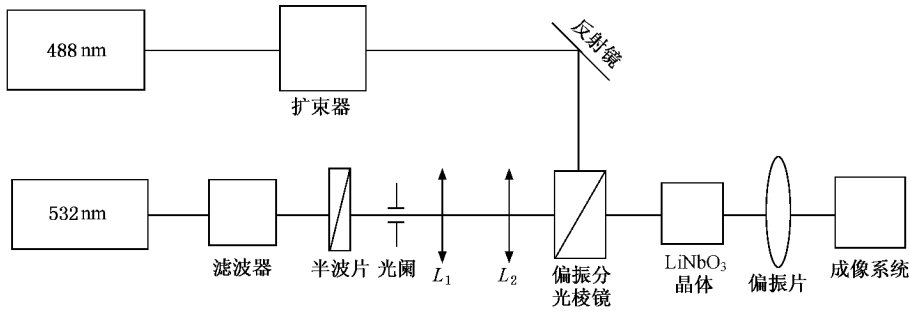 488 nm
扩束器
反射镜
532 nm
滤波器
半波片
光阑
L₁
L₂
偏振分
光棱镜
LiNbO₃
晶体
偏振片
成像系统